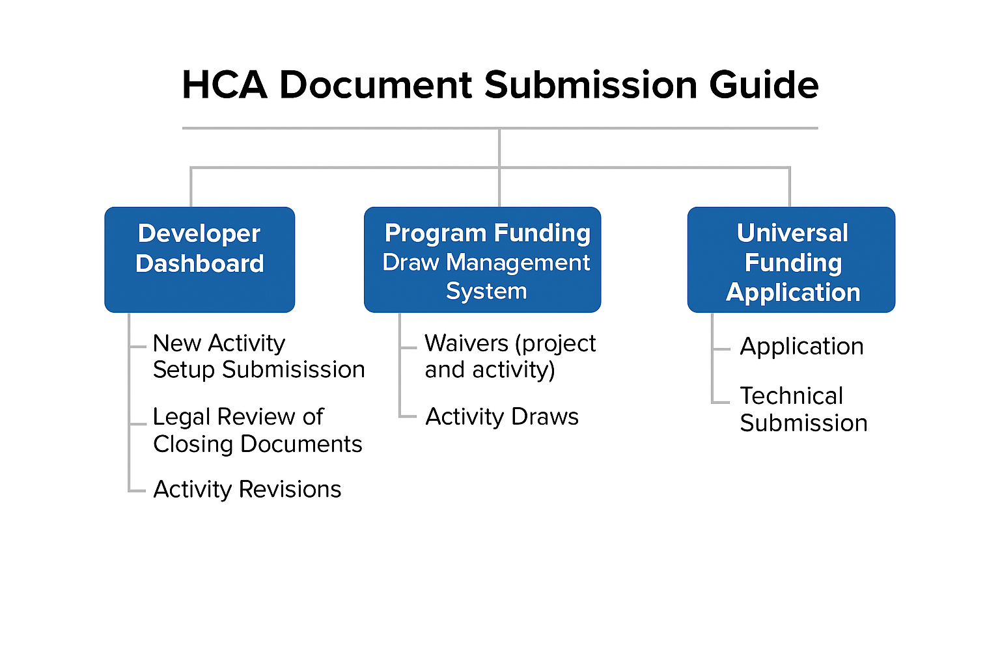 HCA Document Submission Guide
Developer
Dashboard
New Activity
Setup Submisission
Legal Review of
Closing Documents
Activity Revisions
Program Funding
Draw Management
System
Waivers (project
and activity)
Activity Draws
Universal
Funding
Application
Application
Technical
Submission